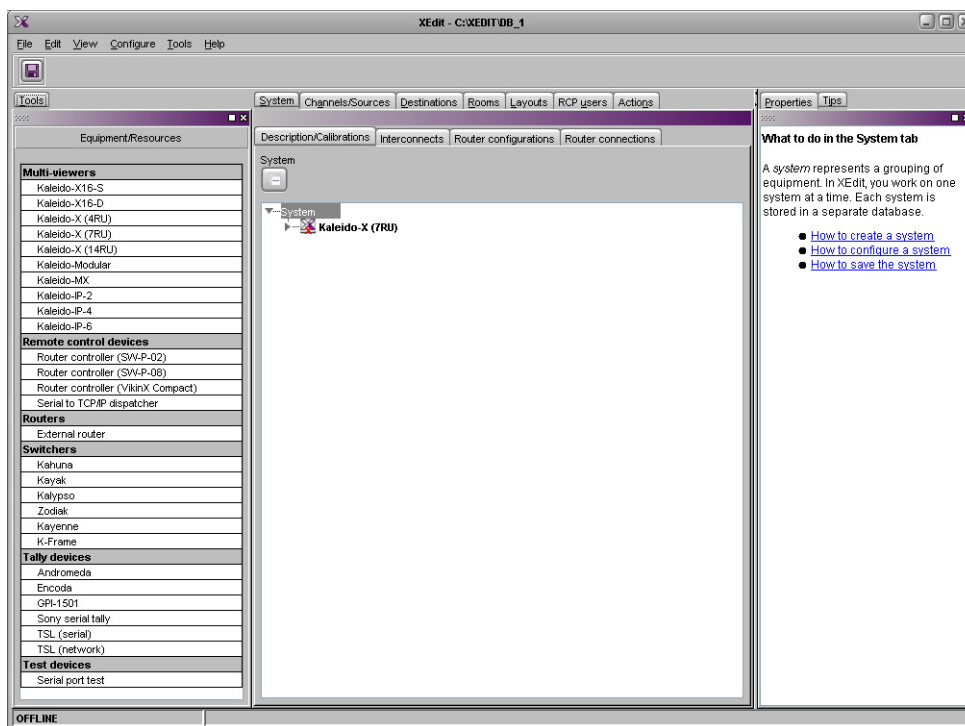 XEdit - C:\XEDIT\DB_1
File Edit View Configure Tools Help
Tools
Equipment/Resources
Multi-viewers
Kaleido-X16-S
Kaleido-X16-D
Kaleido-X (4RU)
Kaleido-X (7RU)
Kaleido-X (14RU)
Kaleido-Modular
Kaleido-MX
Kaleido-IP-2
Kaleido-IP-4
Kaleido-IP-6
Remote control devices
Router controller (SW-P-02)
Router controller (SW-P-08)
Router controller (VikinX Compact)
Serial to TCP/IP dispatcher
Routers
External router
Switchers
Kahuna
Kayak
Kalypso
Zodiak
Kayenne
K-Frame
Tally devices
Andromeda
Encoda
GPI-1501
Sony serial tally
TSL (serial)
TSL (network)
Test devices
Serial port test
System Channels/Sources Destinations Rooms Layouts RCP users Actions
Description/Calibrations Interconnects Router configurations Router connections
System
System
Kaleido-X (7RU)
Properties Tips
What to do in the System tab
A system represents a grouping of
equipment. In XEdit, you work on one
system at a time. Each system is
stored in a separate database.
How to create a system
How to configure a system
How to save the system
OFFLINE